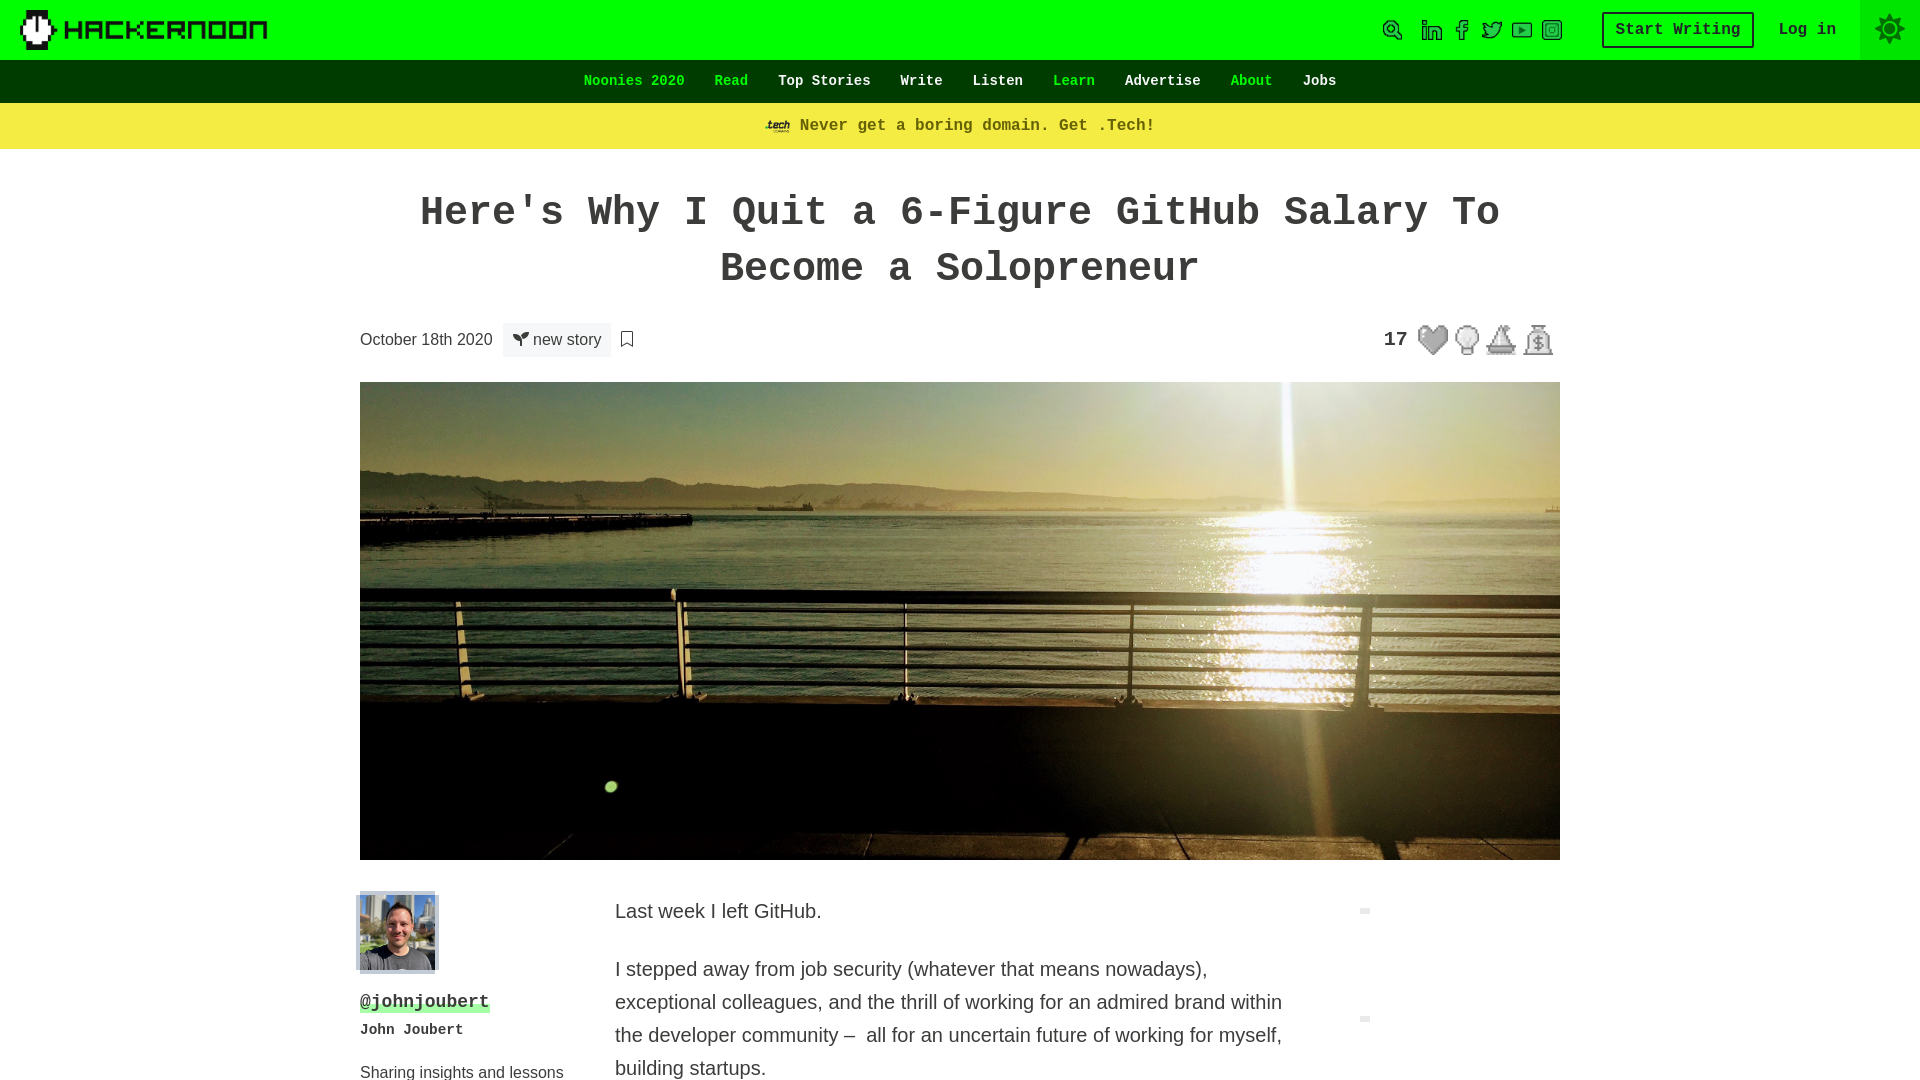 HACKERNOON
Start Writing
Log in
Noonies 2020 Read Top Stories Write Listen Learn Advertise About Jobs
.tech Never get a boring domain. Get .Tech!
Here's Why I Quit a 6-Figure GitHub Salary To
Become a Solopreneur
October 18th 2020 new story
17
Last week I left GitHub.
I stepped away from job security (whatever that means nowadays),
exceptional colleagues, and the thrill of working for an admired brand within
the developer community –  all for an uncertain future of working for myself,
building startups.
@johnjoubert
John Joubert
Sharing insights and lessons